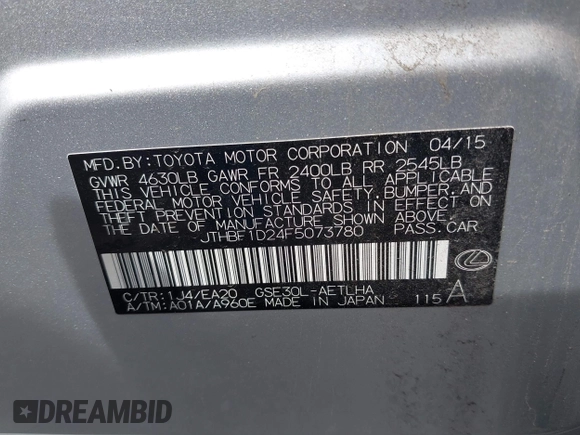 MFD. BY: TOYOTA MOTOR CORPORATION 04/15
GVWR 4630LB GAWR FR 2400LB RR 2545LB
THIS VEHICLE CONFORMS TO ALL APPLICABLE
FEDERAL MOTOR VEHICLE SAFETY, BUMPER, AND
THEFT PREVENTION STANDARDS IN EFFECT ON
THE DATE OF MANUFACTURE SHOWN ABOVE.
JTHBF1D24F5073780 PASS. CAR
C/TR: 1J4/EA20 GSE30L-AETLHA
A/TM: A01A/A960E MADE IN JAPAN 115 A
DREAMBID